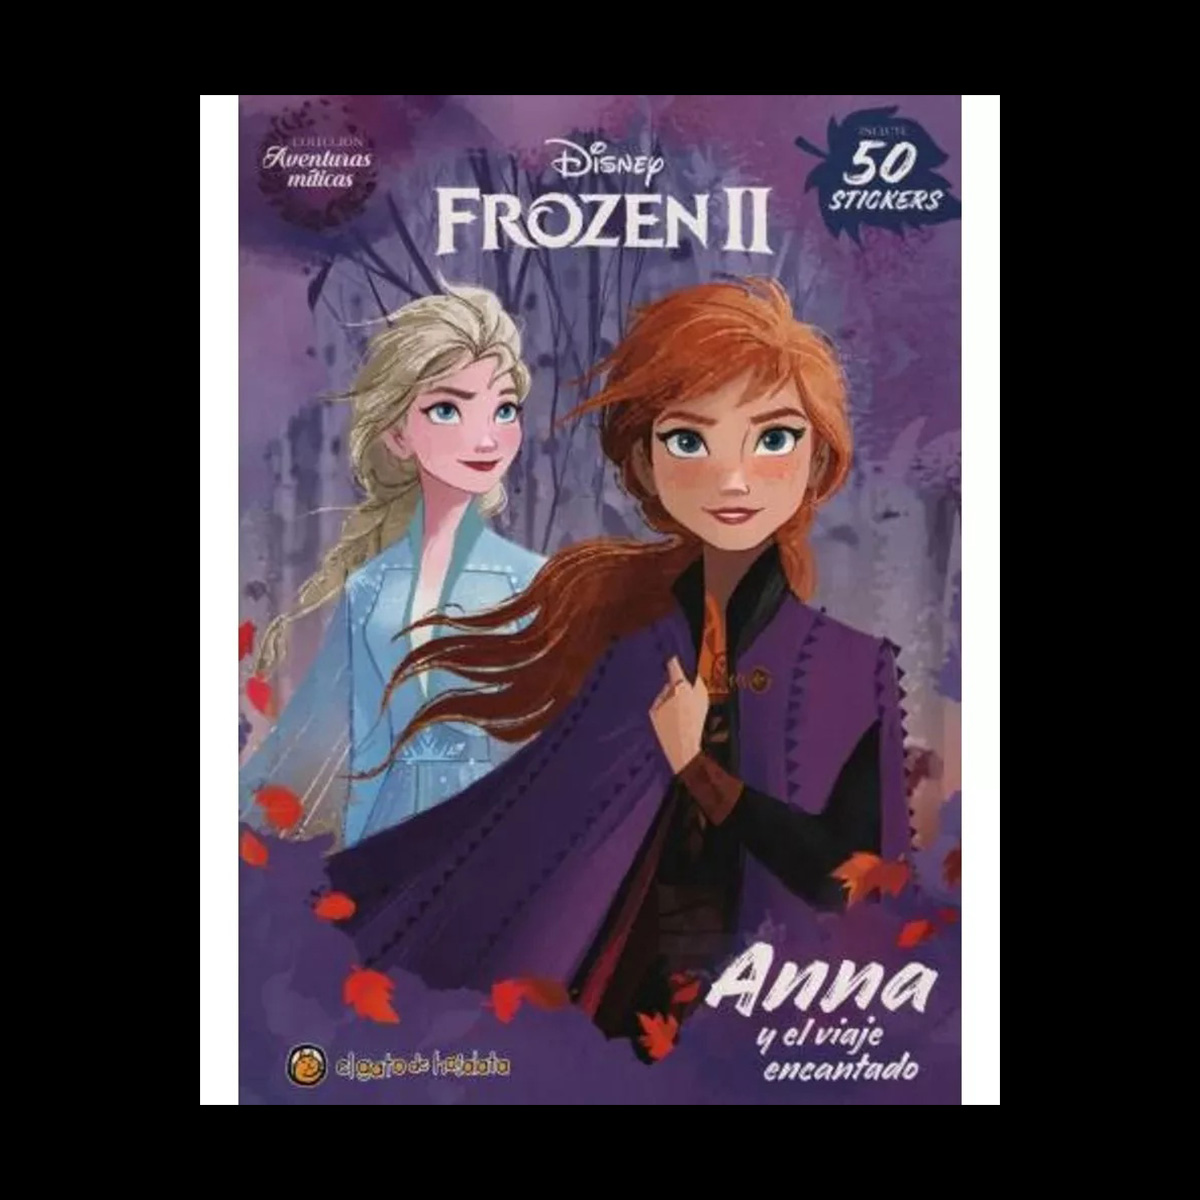 COLECCIÓN
Aventuras
míticas
Disney
FROZEN II
INCLUYE
50
STICKERS
Anna
y el viaje
encantado
el gato de hojalata